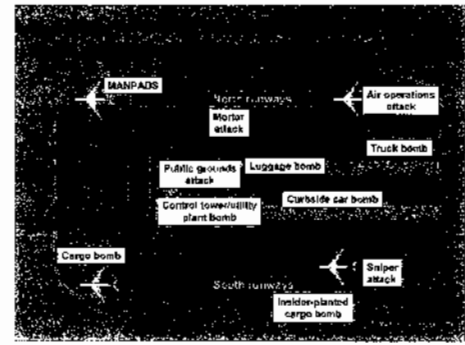 MANPADS
North runways
Air operations
attack
Mortar
attack
Truck bomb
Public grounds
attack
Luggage bomb
Control tower/utility
plant bomb
Curbside car bomb
Cargo bomb
Sniper
attack
South runways
Insider-planted
cargo bomb